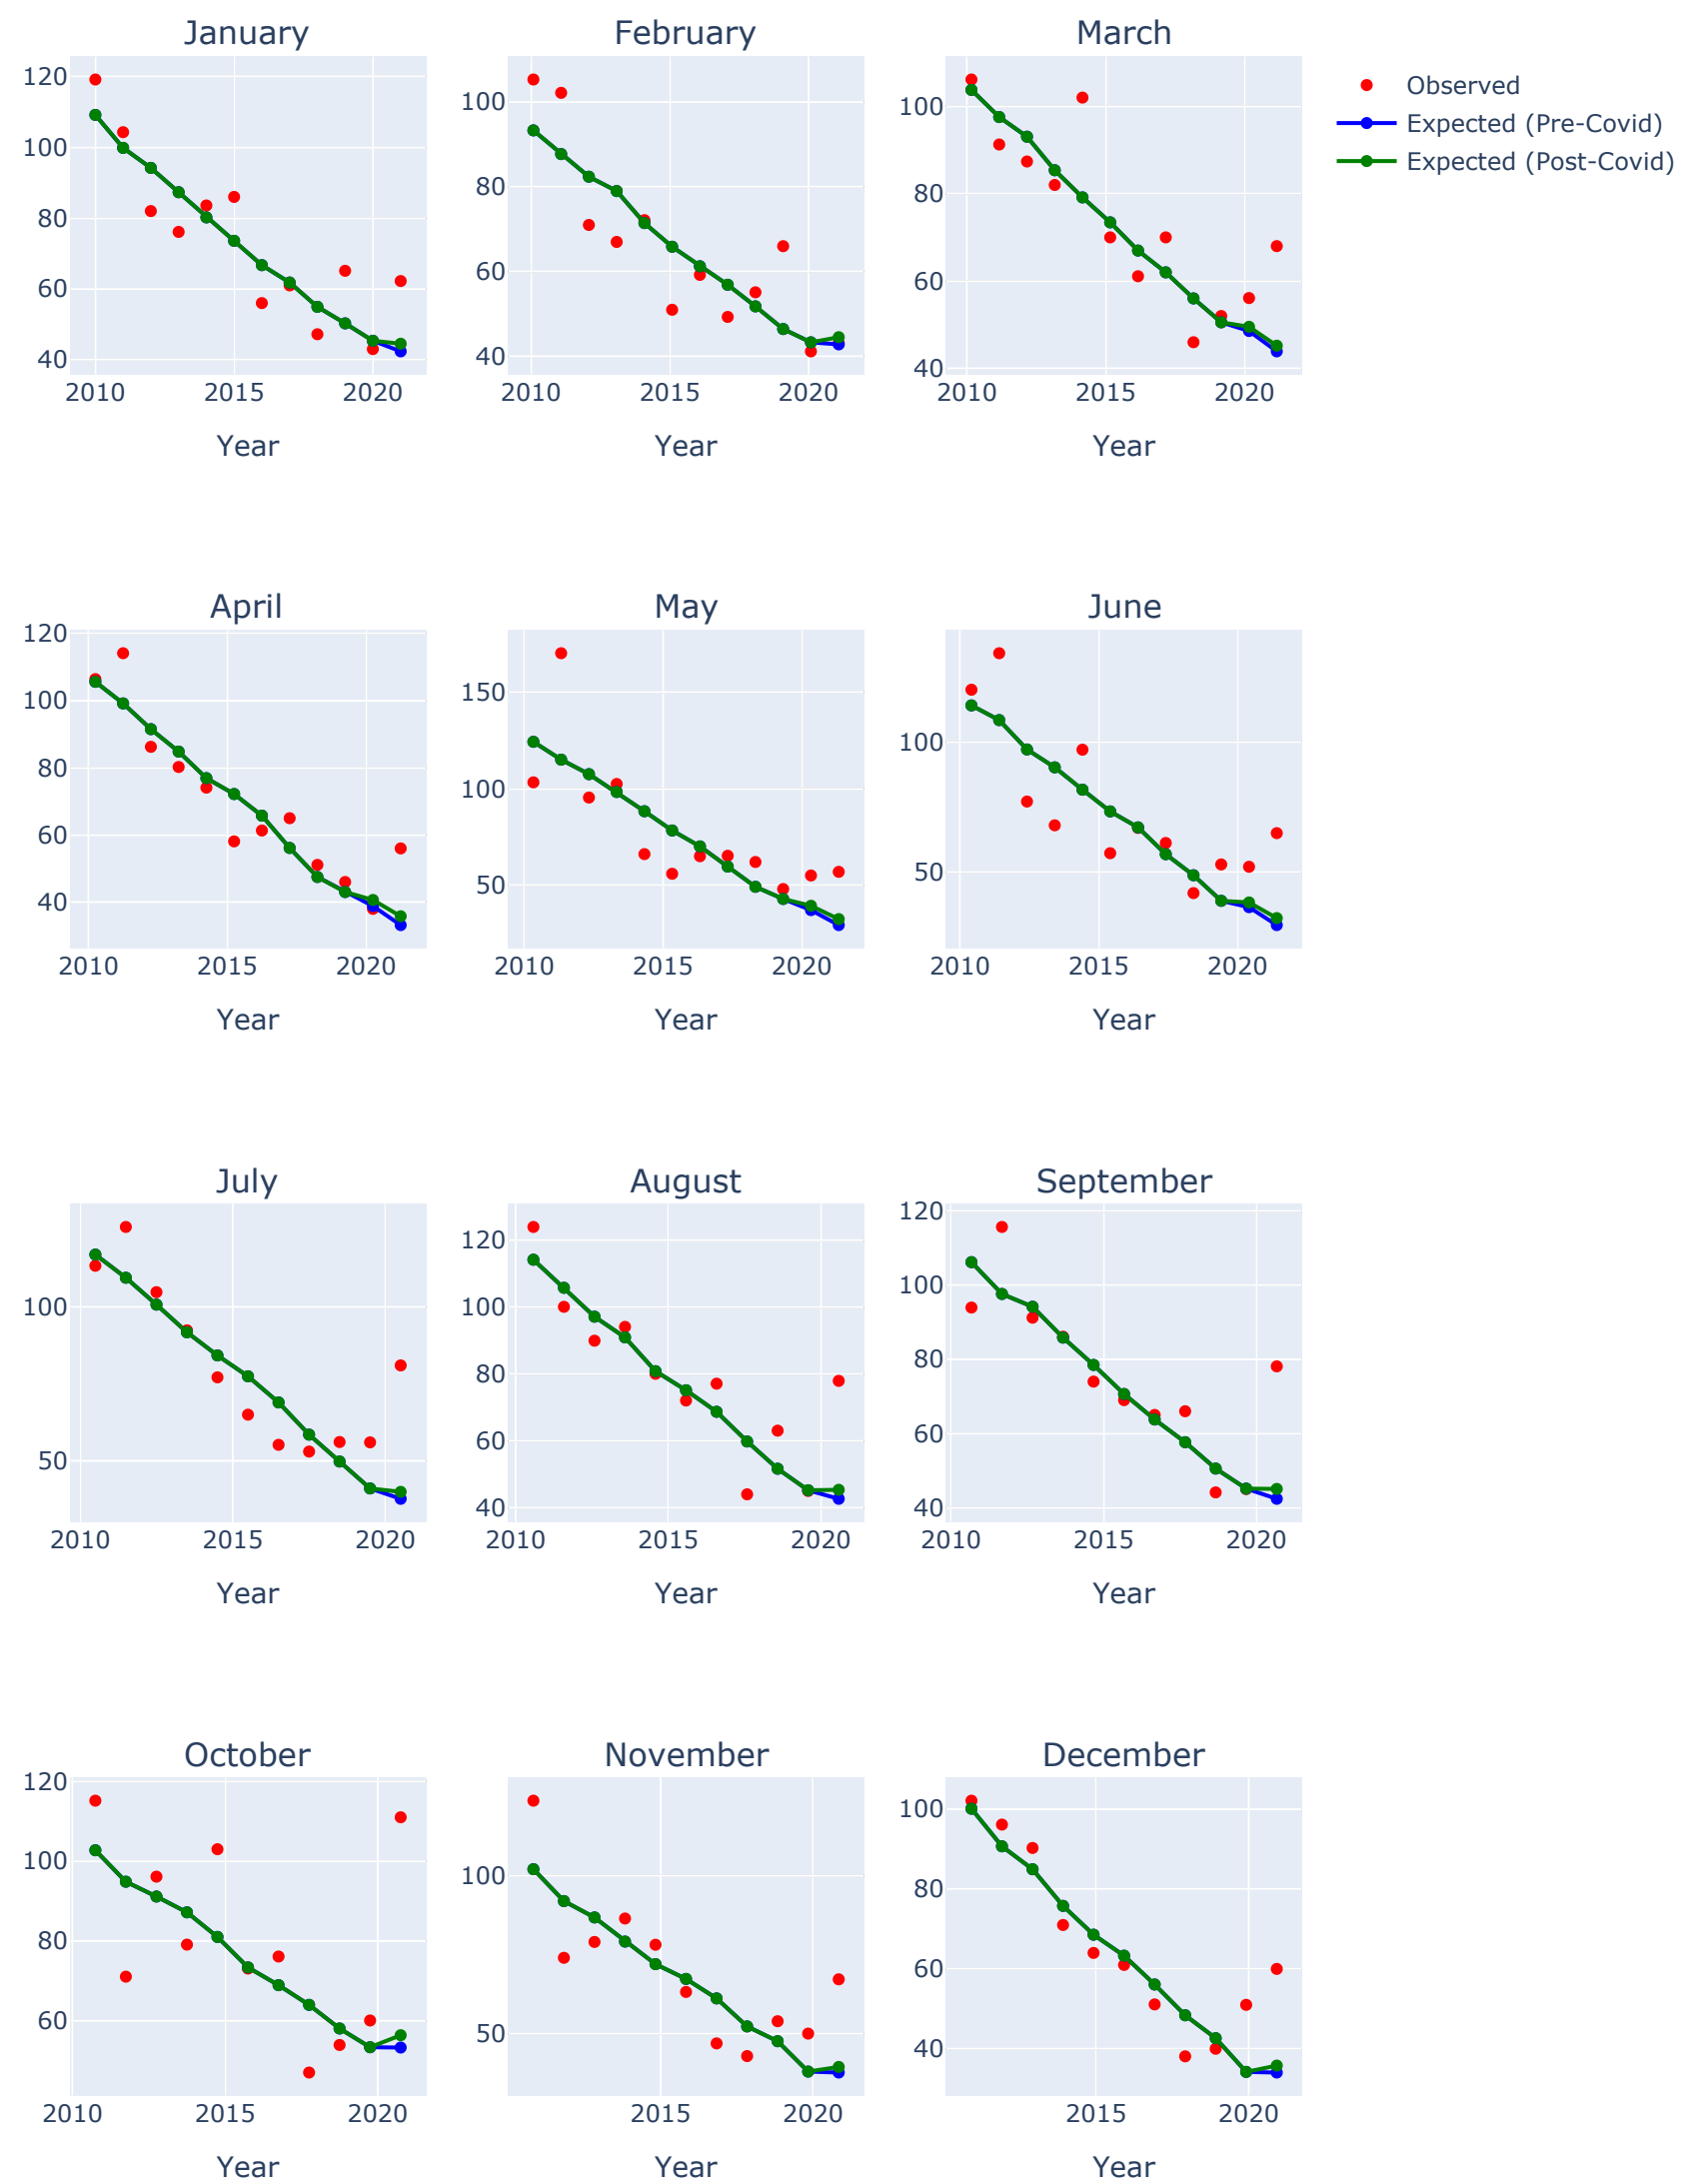 January
February
March
Observed
Expected (Pre-Covid)
Expected (Post-Covid)
120
100
80
60
40
2010
2015
2020
Year
100
80
60
40
2010
2015
2020
Year
100
80
60
40
2010
2015
2020
Year
April
May
June
120
100
80
60
40
2010
2015
2020
Year
150
100
50
2010
2015
2020
Year
100
50
2010
2015
2020
Year
July
August
September
100
50
2010
2015
2020
Year
120
100
80
60
40
2010
2015
2020
Year
120
100
80
60
40
2010
2015
2020
Year
October
November
December
120
100
80
60
2010
2015
2020
Year
100
50
2015
2020
Year
100
80
60
40
2015
2020
Year